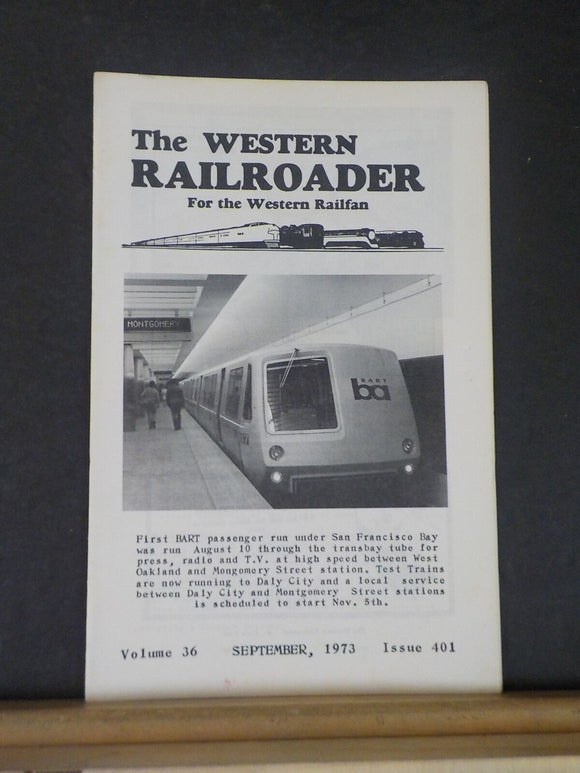 The WESTERN
RAILROADER
For the Western Railfan
MONTGOMERY
BART
ba
First BART passenger run under San Francisco Bay
was run August 10 through the transbay tube for
press, radio and T.V. at high speed between West
Oakland and Mongomery Street station. Test Trains
are now running to Daly City and a local service
between Daly City and Montgomery Street stations
is scheduled to start Nov. 5th.
Volume 36 SEPTEMBER, 1973 Issue 401